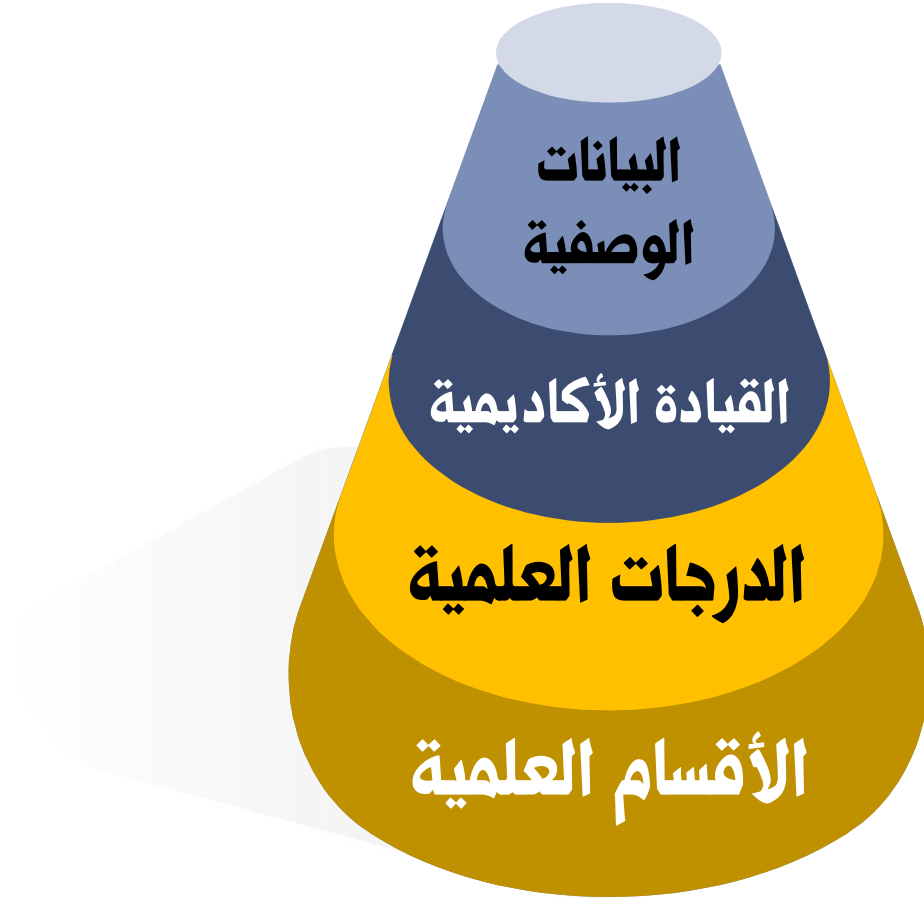 البيانات
الوصفية
القيادة الأكاديمية
الدرجات العلمية
الأقسام العلمية